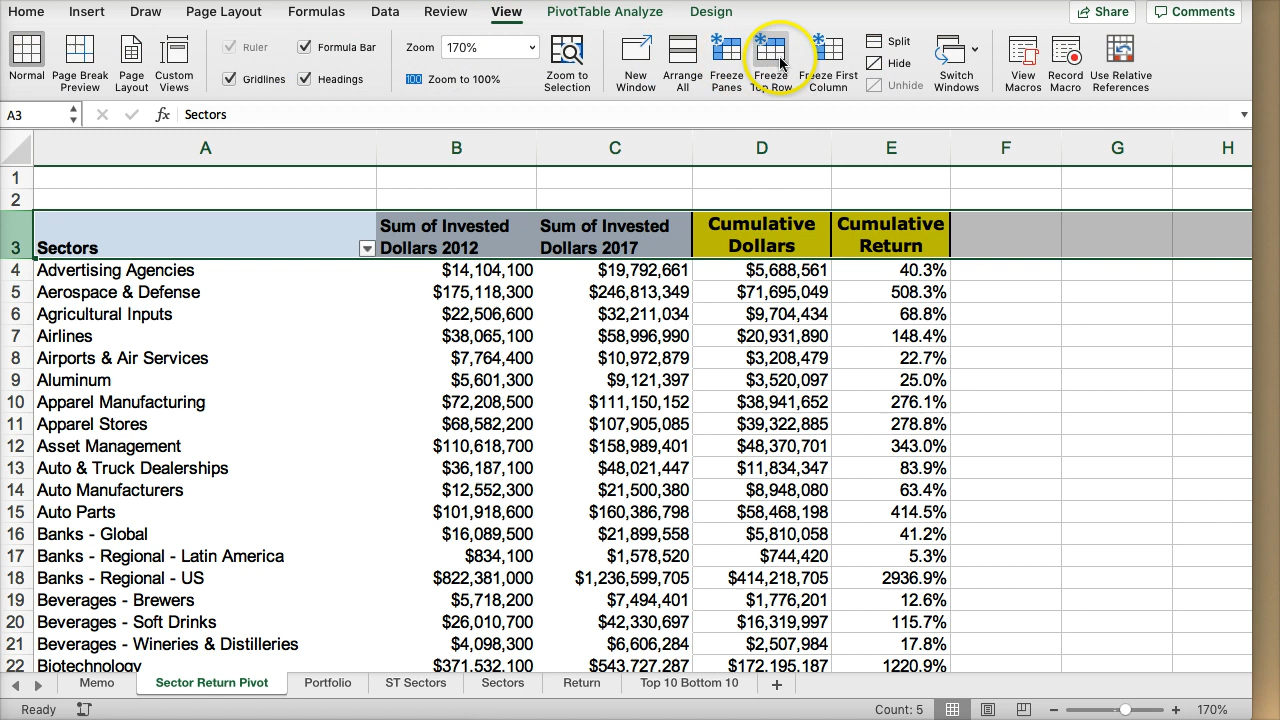 Home Insert Draw Page Layout Formulas Data Review View PivotTable Analyze Design Share Comments
Normal Page Break Preview Page Layout Custom Views Ruler Gridlines Formula Bar Headings Zoom 170% Zoom to 100% Zoom to Selection New Window Arrange All Freeze Panes Freeze Top Row Freeze First Column Split Hide Unhide Switch Windows View Macros Record Macro Use Relative References
A3 fx Sectors
A B C D E F G H
1
2
3 Sectors Sum of Invested Dollars 2012 Sum of Invested Dollars 2017 Cumulative Dollars Cumulative Return
4 Advertising Agencies $14,104,100 $19,792,661 $5,688,561 40.3%
5 Aerospace & Defense $175,118,300 $246,813,349 $71,695,049 508.3%
6 Agricultural Inputs $22,506,600 $32,211,034 $9,704,434 68.8%
7 Airlines $38,065,100 $58,996,990 $20,931,890 148.4%
8 Airports & Air Services $7,764,400 $10,972,879 $3,208,479 22.7%
9 Aluminum $5,601,300 $9,121,397 $3,520,097 25.0%
10 Apparel Manufacturing $72,208,500 $111,150,152 $38,941,652 276.1%
11 Apparel Stores $68,582,200 $107,905,085 $39,322,885 278.8%
12 Asset Management $110,618,700 $158,989,401 $48,370,701 343.0%
13 Auto & Truck Dealerships $36,187,100 $48,021,447 $11,834,347 83.9%
14 Auto Manufacturers $12,552,300 $21,500,380 $8,948,080 63.4%
15 Auto Parts $101,918,600 $160,386,798 $58,468,198 414.5%
16 Banks - Global $16,089,500 $21,899,558 $5,810,058 41.2%
17 Banks - Regional - Latin America $834,100 $1,578,520 $744,420 5.3%
18 Banks - Regional - US $822,381,000 $1,236,599,705 $414,218,705 2936.9%
19 Beverages - Brewers $5,718,200 $7,494,401 $1,776,201 12.6%
20 Beverages - Soft Drinks $26,010,700 $42,330,697 $16,319,997 115.7%
21 Beverages - Wineries & Distilleries $4,098,300 $6,606,284 $2,507,984 17.8%
22 Biotechnology $371,532,100 $543,727,287 $172,195,187 1220.9%
Memo Sector Return Pivot Portfolio ST Sectors Sectors Return Top 10 Bottom 10
Ready Count: 5 170%